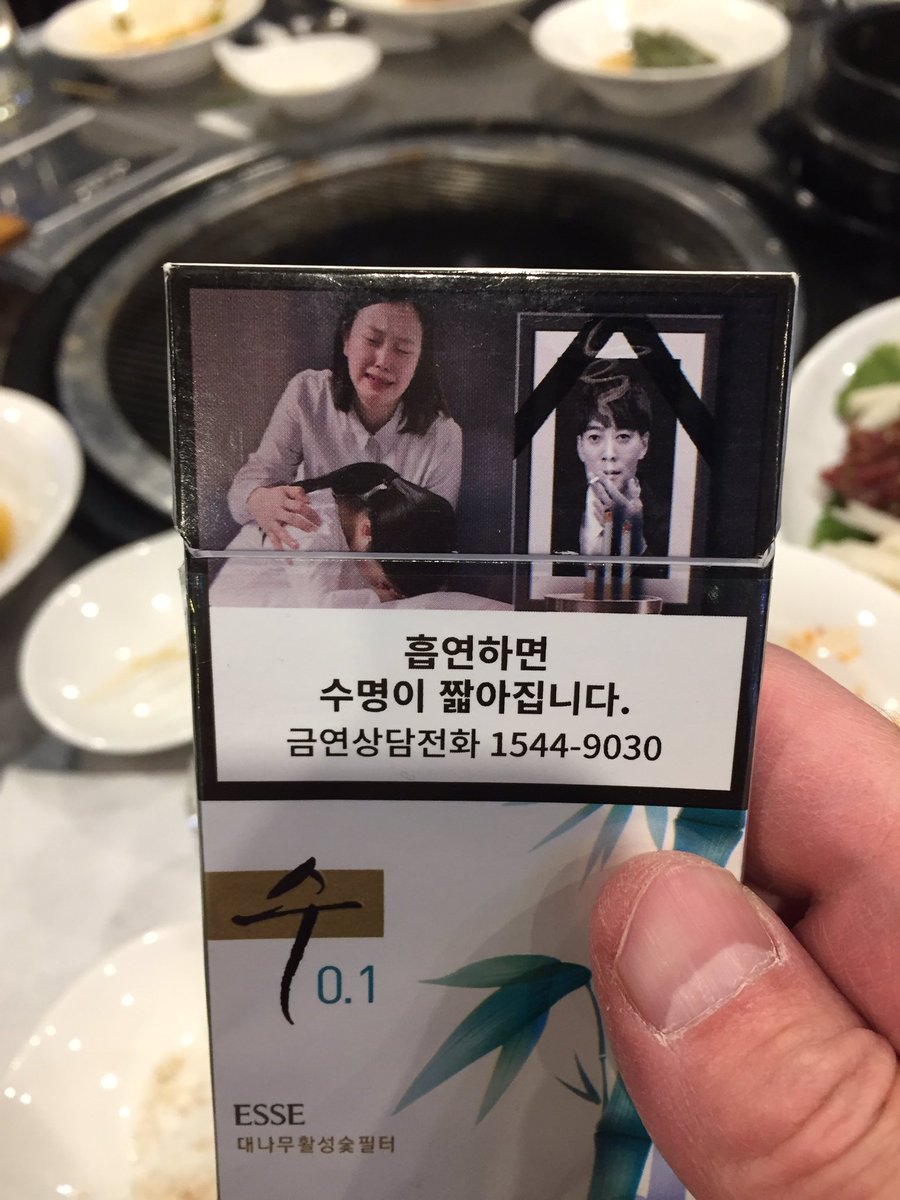 흡연하면
수명이 짧아집니다.
금연상담전화 1544-9030
수
0.1
ESSE
대나무활성숯필터